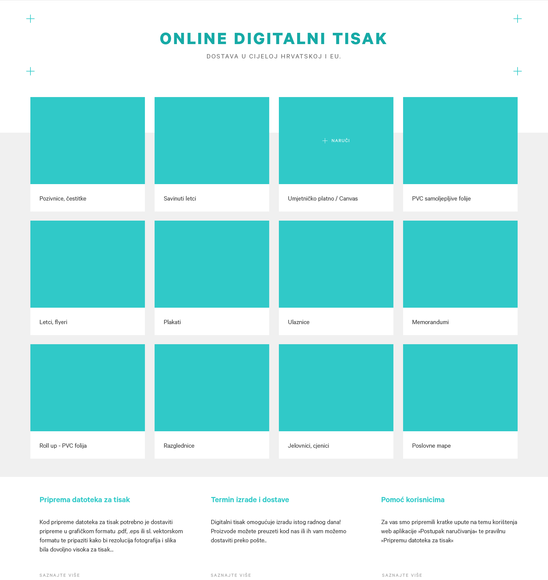 ONLINE DIGITALNI TISAK
DOSTAVA U CIJELOJ HRVATSKOJ I EU.
NARUČI
Pozivnice, čestitke
Savinuti letci
Umjetničko platno / Canvas
PVC samoljepljive folije
Letci, flyeri
Plakati
Ulaznice
Memorandumi
Roll up - PVC folija
Razglednice
Jelovnici, cjenici
Poslovne mape
Priprema datoteka za tisak
Kod pripreme datoteka za tisak potrebno je dostaviti
pripreme u grafičkom formatu .pdf, .eps ili sl. vektorskom
formatu te pripaziti kako bi rezolucija fotografija i slika
bila dovoljno visoka za tisak...
SAZNAJTE VIŠE
Termin izrade i dostave
Digitalni tisak omogućuje izradu istog radnog dana!
Proizvode možete preuzeti kod nas ili ih vam možemo
dostaviti preko pošte..
SAZNAJTE VIŠE
Pomoć korisnicima
Za vas smo pripremili kratke upute na temu korištenja
web aplikacije »Postupak naručivanja« te pravilnu
»Pripremu datoteka za tisak«
SAZNAJTE VIŠE